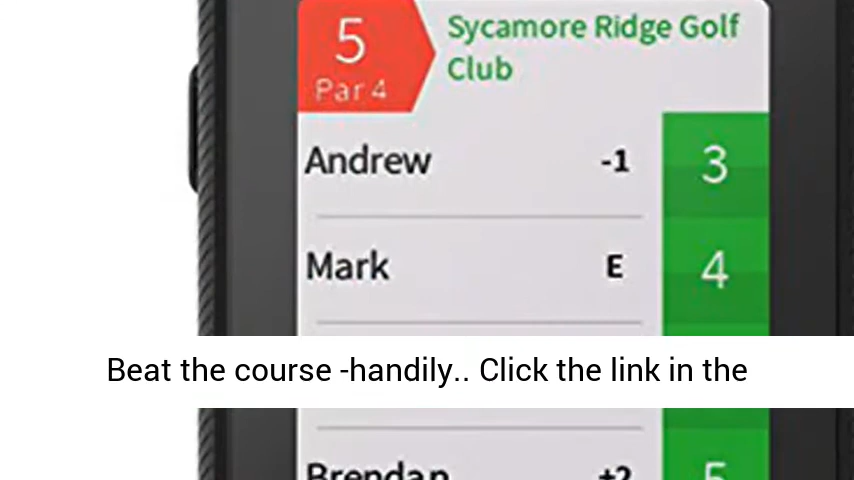 5
Par 4
Sycamore Ridge Golf
Club
Andrew -1 3
Mark E 4
Beat the course -handily.. Click the link in the
Brendan +2 5